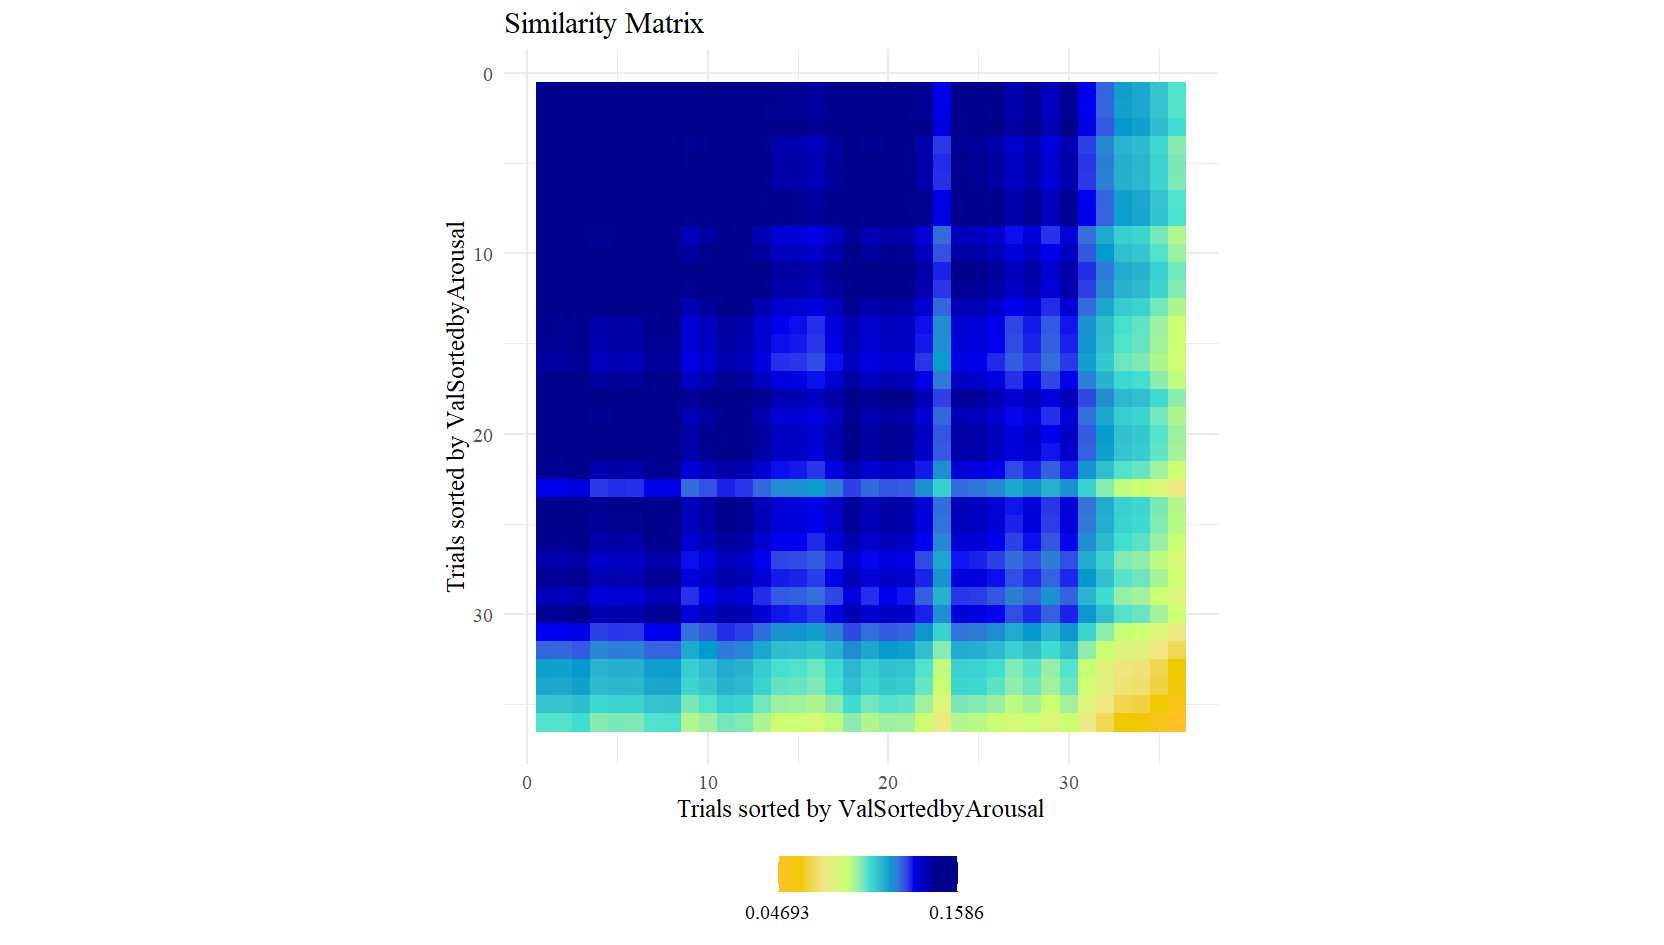 Similarity Matrix
0
10
20
30
Trials sorted by ValSortedbyArousal
0 10 20 30
Trials sorted by ValSortedbyArousal
0.04693 0.1586